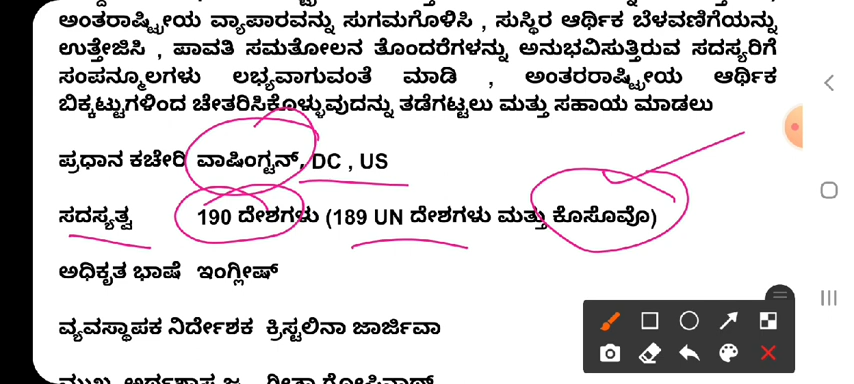 ಅಂತರಾಷ್ಟ್ರೀಯ ವ್ಯಾಪಾರವನ್ನು ಸುಗಮಗೊಳಿಸಿ , ಸುಸ್ಥಿರ ಆರ್ಥಿಕ ಬೆಳವಣಿಗೆಯನ್ನು
ಉತ್ತೇಜಿಸಿ , ಪಾವತಿ ಸಮತೋಲನ ತೊಂದರೆಗಳನ್ನು ಅನುಭವಿಸುತ್ತಿರುವ ಸದಸ್ಯರಿಗೆ
ಸಂಪನ್ಮೂಲಗಳು ಲಭ್ಯವಾಗುವಂತೆ ಮಾಡಿ , ಅಂತರರಾಷ್ಟ್ರೀಯ ಆರ್ಥಿಕ
ಬಿಕ್ಕಟ್ಟುಗಳಿಂದ ಚೇತರಿಸಿಕೊಳ್ಳುವುದನ್ನು ತಡೆಗಟ್ಟಲು ಮತ್ತು ಸಹಾಯ ಮಾಡಲು
ಪ್ರಧಾನ ಕಚೇರಿ ವಾಷಿಂಗ್ಟನ್, DC , US
ಸದಸ್ಯತ್ವ 190 ದೇಶಗಳು (189 UN ದೇಶಗಳು ಮತ್ತು ಕೊಸೊವೊ)
ಅಧಿಕೃತ ಭಾಷೆ ಇಂಗ್ಲೀಷ್
ವ್ಯವಸ್ಥಾಪಕ ನಿರ್ದೇಶಕ ಕ್ರಿಸ್ಟಲಿನಾ ಜಾರ್ಜಿವಾ